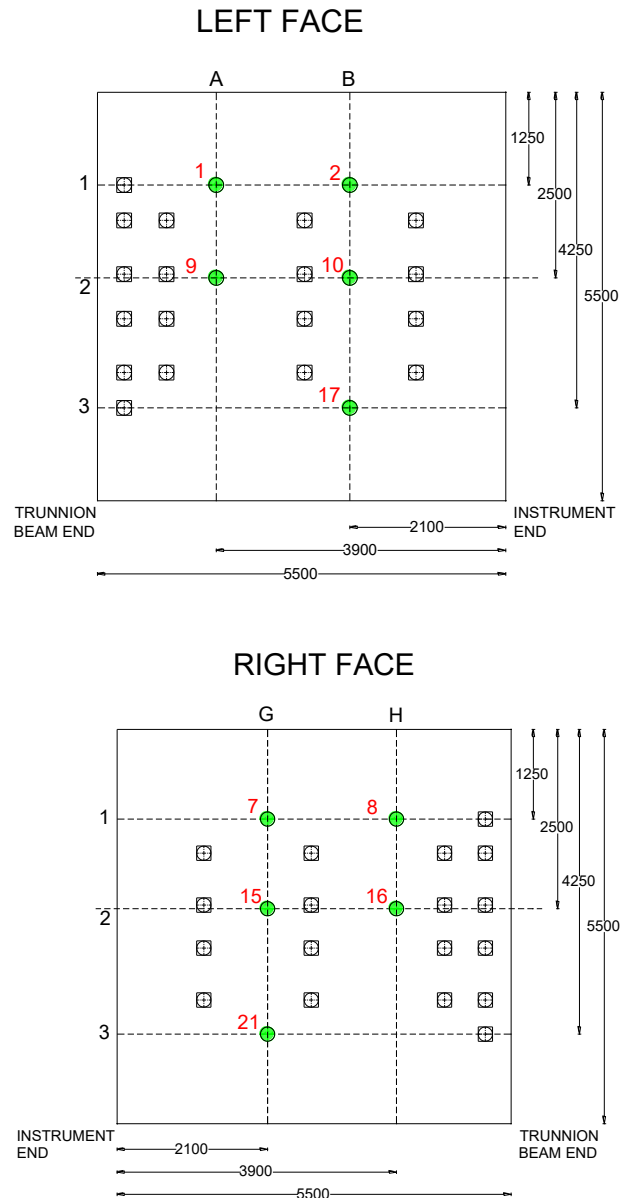 LEFT FACE
A B
1 1 2
1250
2500
9 10
2
4250
5500
3 17
TRUNNION
BEAM END
INSTRUMENT
END
2100
3900
5500
RIGHT FACE
G H
1 7 8
1250
2500
15 16
2
4250
5500
3 21
INSTRUMENT
END
TRUNNION
BEAM END
2100
3900
5500